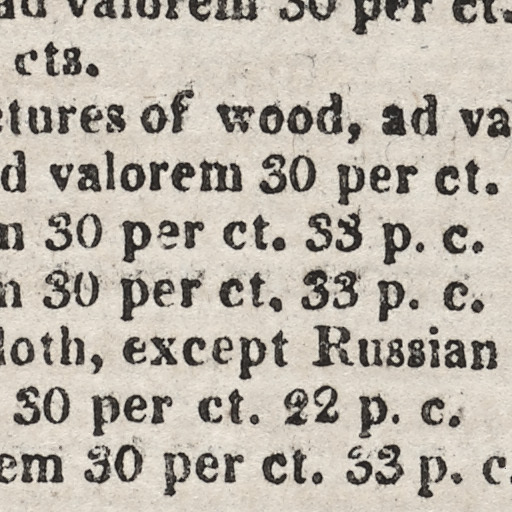 ad valorem 30 per ct.
cts.
ctures of wood, ad va
d valorem 30 per ct.
m 30 per ct. 33 p. c.
m 30 per ct. 33 p. c.
loth, except Russian
30 per ct. 22 p. c.
em 30 per ct. 33 p. c.